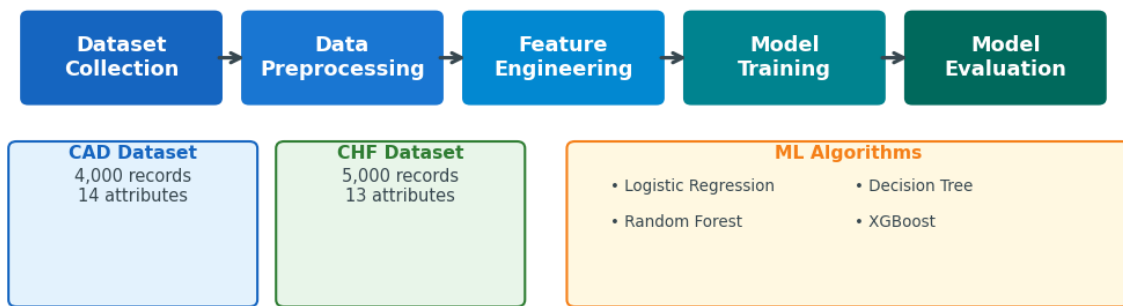 Dataset
Collection
Data
Preprocessing
Feature
Engineering
Model
Training
Model
Evaluation
CAD Dataset
4,000 records
14 attributes
CHF Dataset
5,000 records
13 attributes
ML Algorithms
• Logistic Regression
• Decision Tree
• Random Forest
• XGBoost